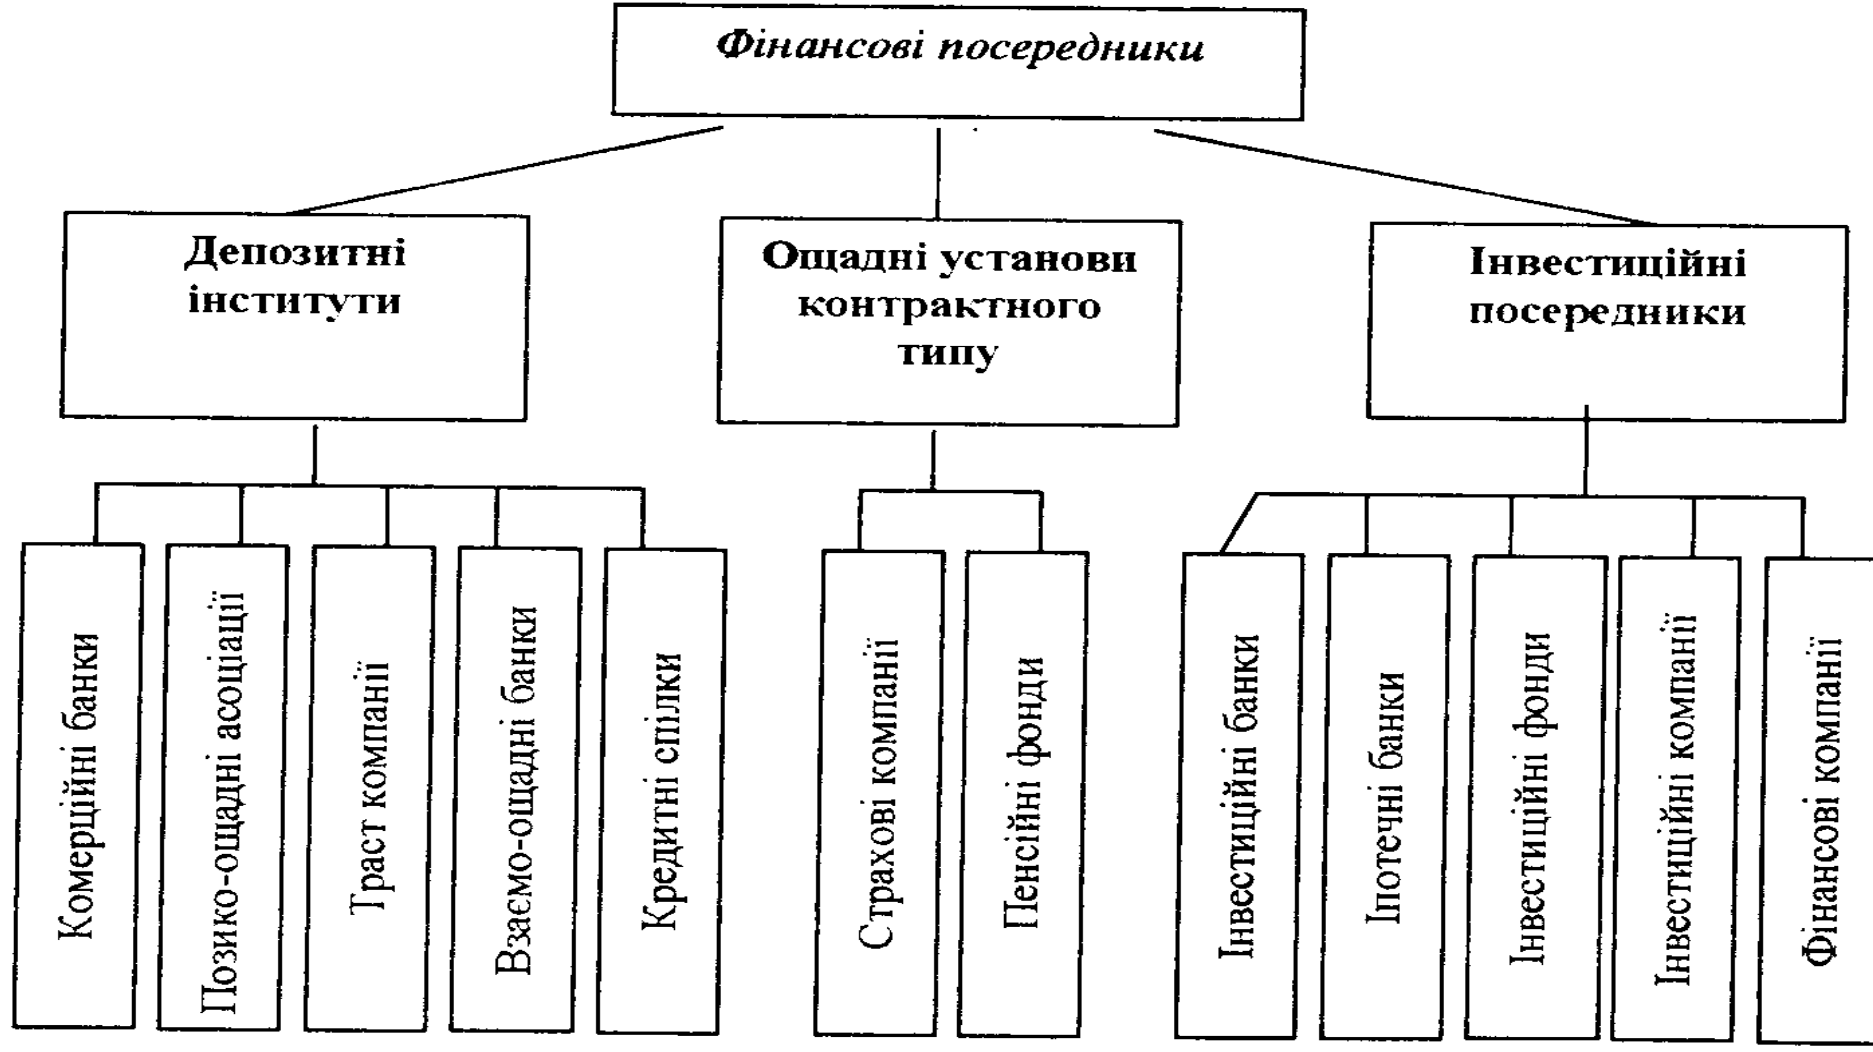 Фінансові посередники
Депозитні
інститути
Ощадні установи
контрактного
типу
Інвестиційні
посередники
Комерційні банки
Позико-ощадні асоціації
Траст компанії
Взаємо-ощадні банки
Кредитні спілки
Страхові компанії
Пенсійні фонди
Інвестиційні банки
Іпотечні банки
Інвестиційні фонди
Інвестиційні компанії
Фінансові компанії